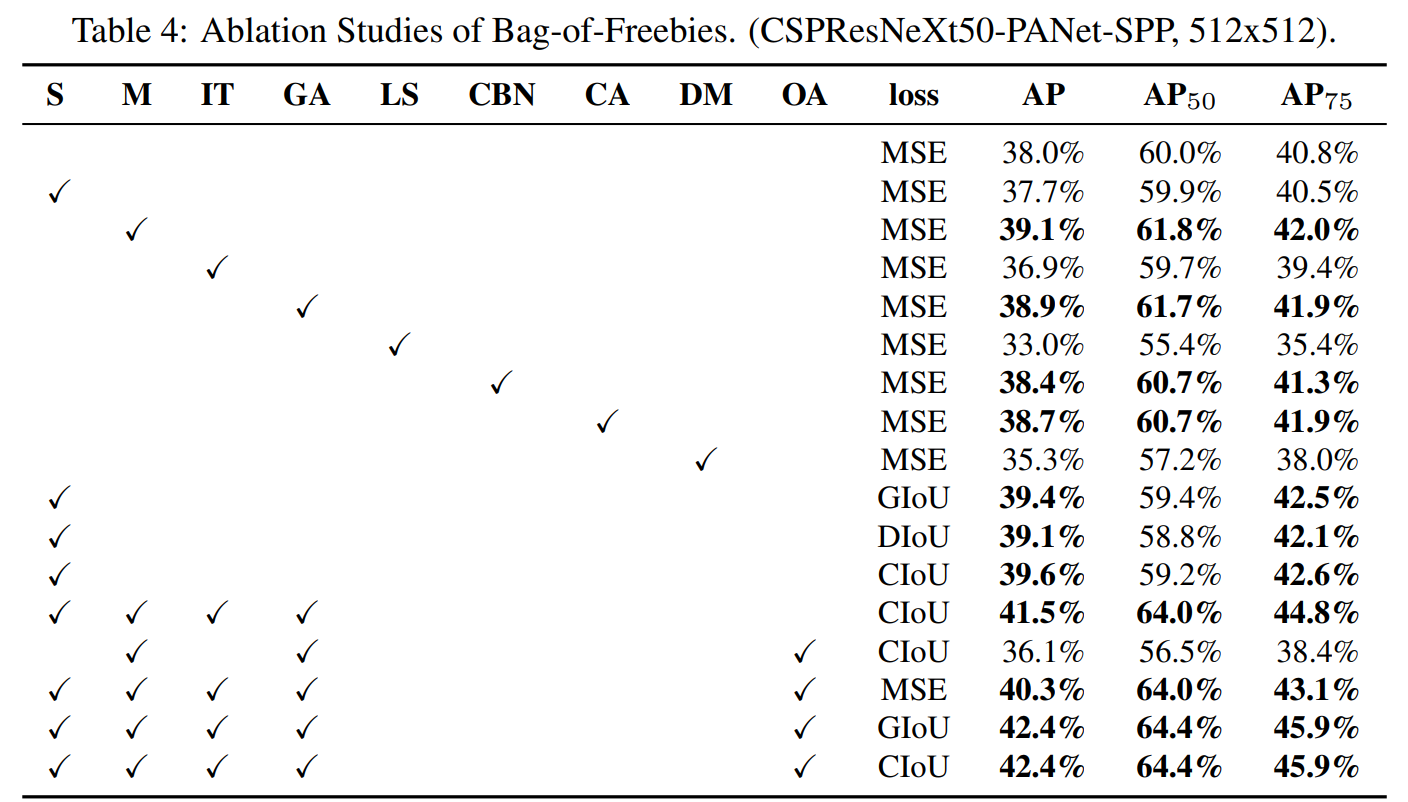 Table 4: Ablation Studies of Bag-of-Freebies. (CSPResNeXt50-PANet-SPP, 512x512).
S M IT GA LS CBN CA DM OA loss AP AP50 AP75
MSE 38.0% 60.0% 40.8%
✓ MSE 37.7% 59.9% 40.5%
✓ MSE 39.1% 61.8% 42.0%
✓ MSE 36.9% 59.7% 39.4%
✓ MSE 38.9% 61.7% 41.9%
✓ MSE 33.0% 55.4% 35.4%
✓ MSE 38.4% 60.7% 41.3%
✓ MSE 38.7% 60.7% 41.9%
✓ MSE 35.3% 57.2% 38.0%
✓ GIoU 39.4% 59.4% 42.5%
✓ DIoU 39.1% 58.8% 42.1%
✓ CIoU 39.6% 59.2% 42.6%
✓ ✓ ✓ ✓ CIoU 41.5% 64.0% 44.8%
✓ ✓ ✓ CIoU 36.1% 56.5% 38.4%
✓ ✓ ✓ ✓ ✓ MSE 40.3% 64.0% 43.1%
✓ ✓ ✓ ✓ ✓ GIoU 42.4% 64.4% 45.9%
✓ ✓ ✓ ✓ ✓ CIoU 42.4% 64.4% 45.9%